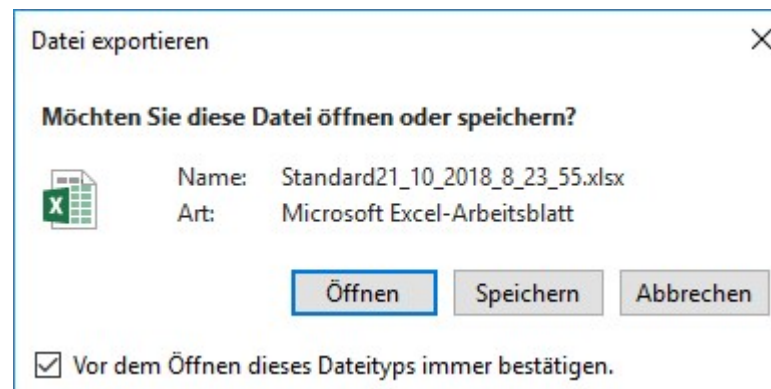 Datei exportieren
Möchten Sie diese Datei öffnen oder speichern?
Name: Standard21_10_2018_8_23_55.xlsx
Art: Microsoft Excel-Arbeitsblatt
Öffnen Speichern Abbrechen
Vor dem Öffnen dieses Dateityps immer bestätigen.